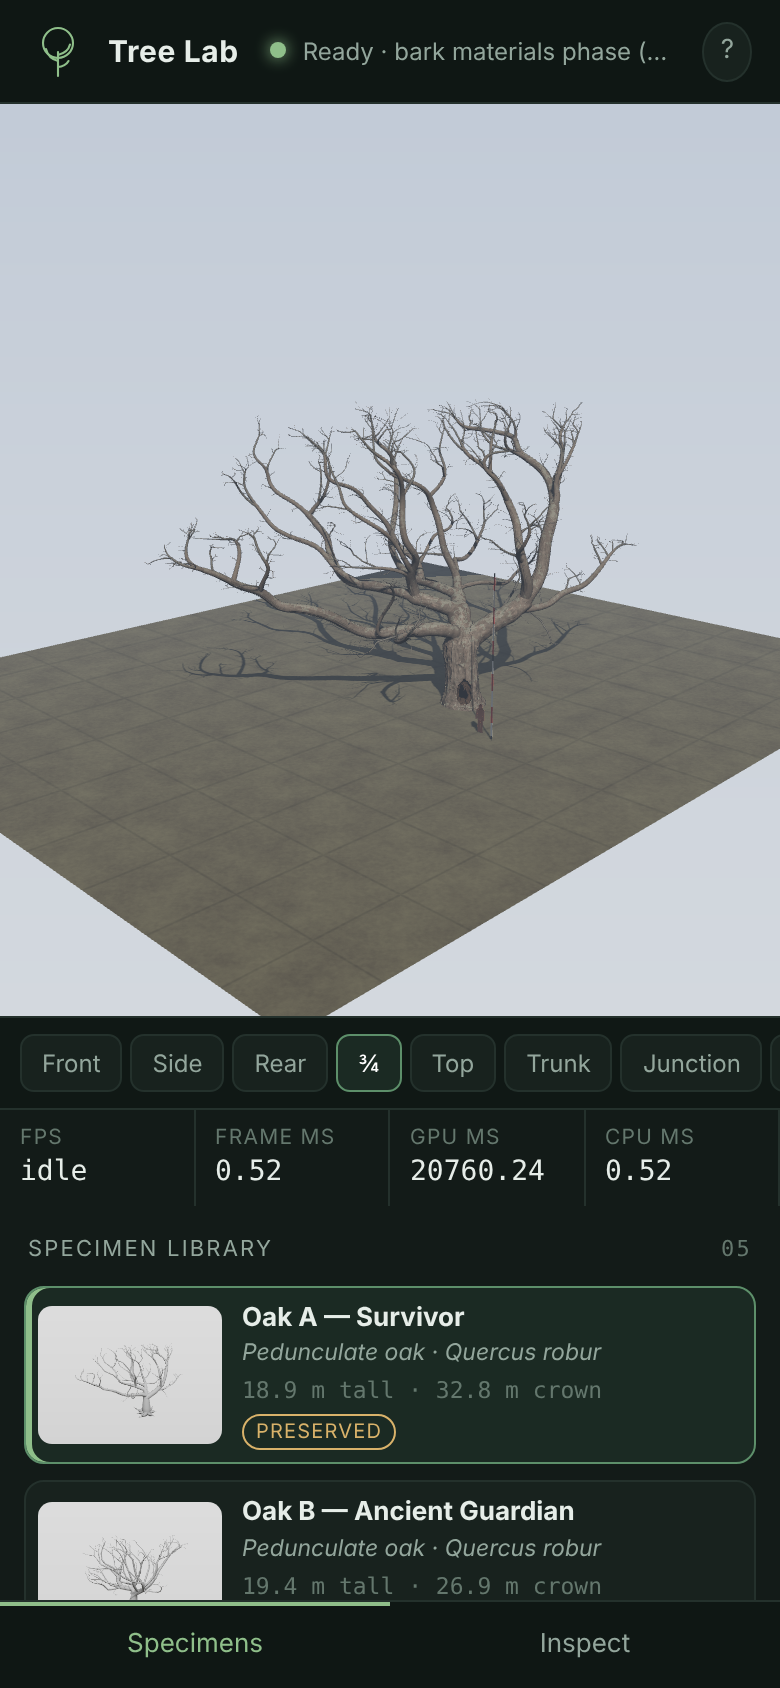 Tree Lab
Ready · bark materials phase (...
?
Front
Side
Rear
¾
Top
Trunk
Junction
FPS
idle
FRAME MS
0.52
GPU MS
20760.24
CPU MS
0.52
SPECIMEN LIBRARY
05
Oak A — Survivor
Pedunculate oak · Quercus robur
18.9 m tall · 32.8 m crown
PRESERVED
Oak B — Ancient Guardian
Pedunculate oak · Quercus robur
19.4 m tall · 26.9 m crown
Specimens
Inspect